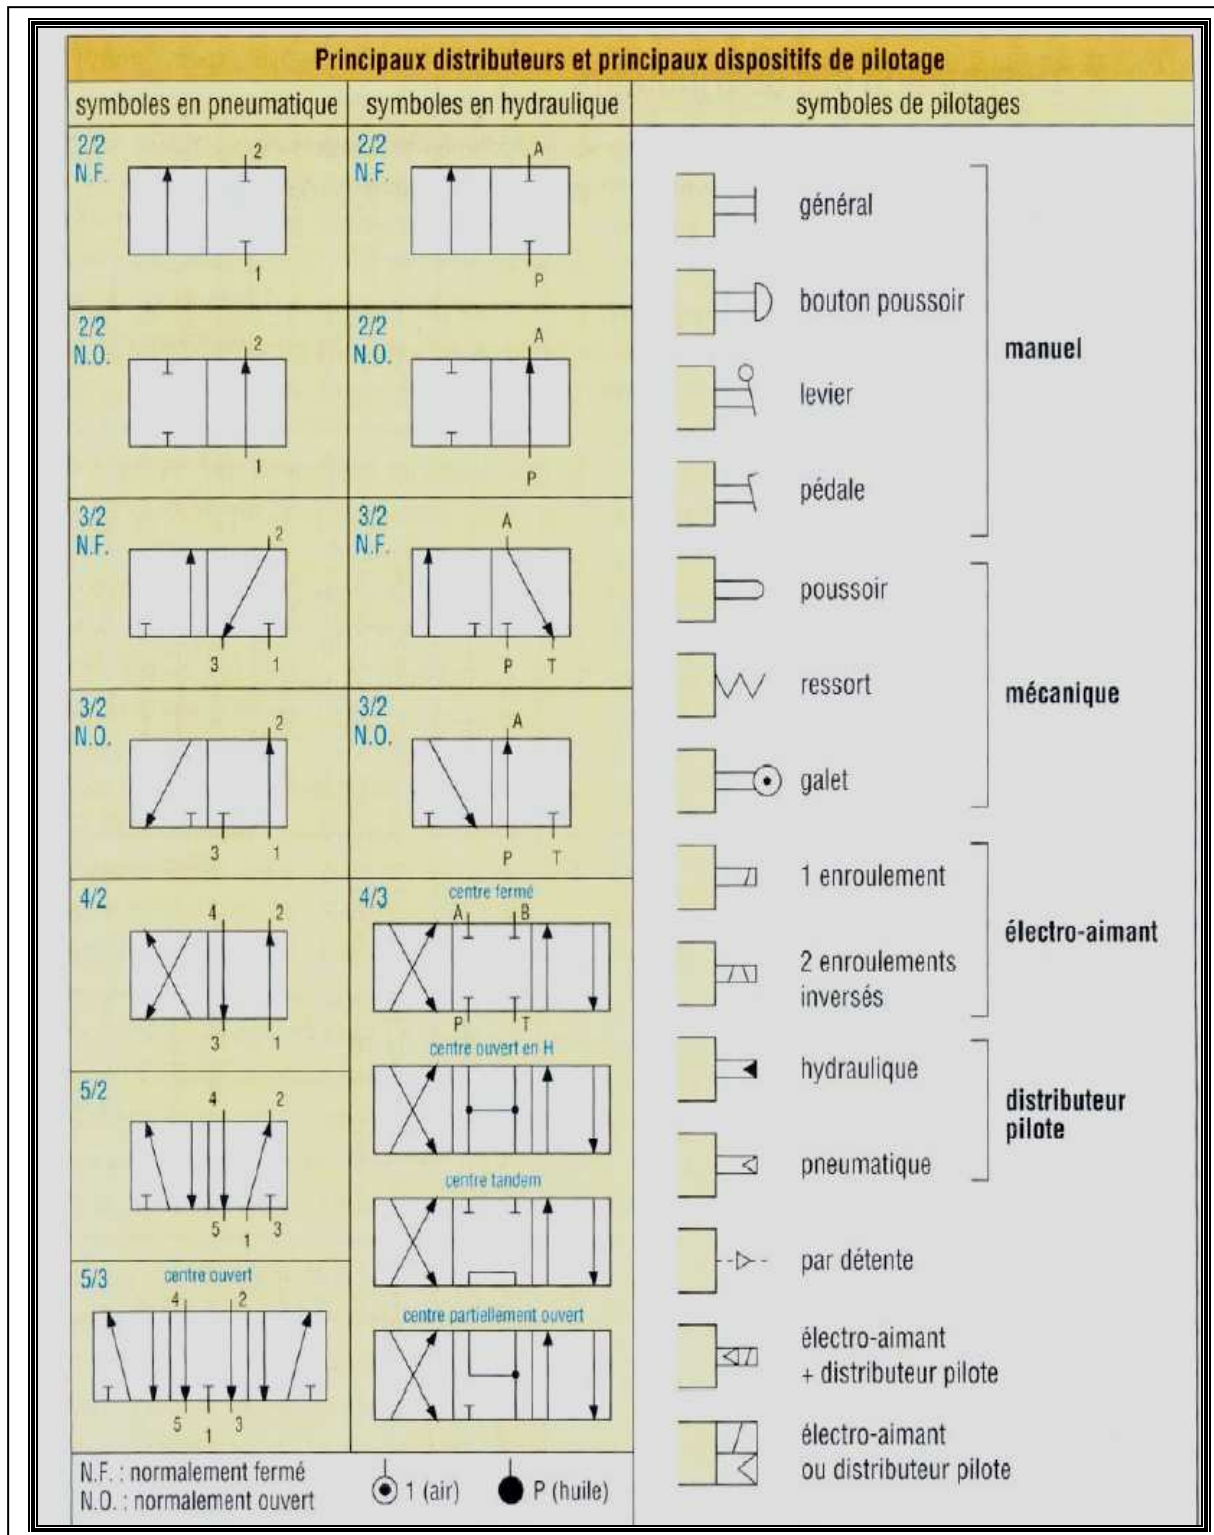 Principaux distributeurs et principaux dispositifs de pilotage
symboles en pneumatique
symboles en hydraulique
symboles de pilotages
2/2
N.F.
2
1
2/2
N.F.
A
P
2/2
N.O.
2
1
2/2
N.O.
A
P
3/2
N.F.
2
3 1
3/2
N.F.
A
P T
3/2
N.O.
2
3 1
3/2
N.O.
A
P T
4/2
4 2
3 1
4/3
centre fermé
A B
P T
centre ouvert en H
5/2
4 2
5 1 3
centre tandem
5/3
centre ouvert
4 2
5 1 3
centre partiellement ouvert
N.F. : normalement fermé
N.O. : normalement ouvert
1 (air)
P (huile)
général
bouton poussoir
levier
pédale
manuel
poussoir
ressort
galet
mécanique
1 enroulement
2 enroulements
inversés
électro-aimant
hydraulique
pneumatique
distributeur
pilote
par détente
électro-aimant
+ distributeur pilote
électro-aimant
ou distributeur pilote